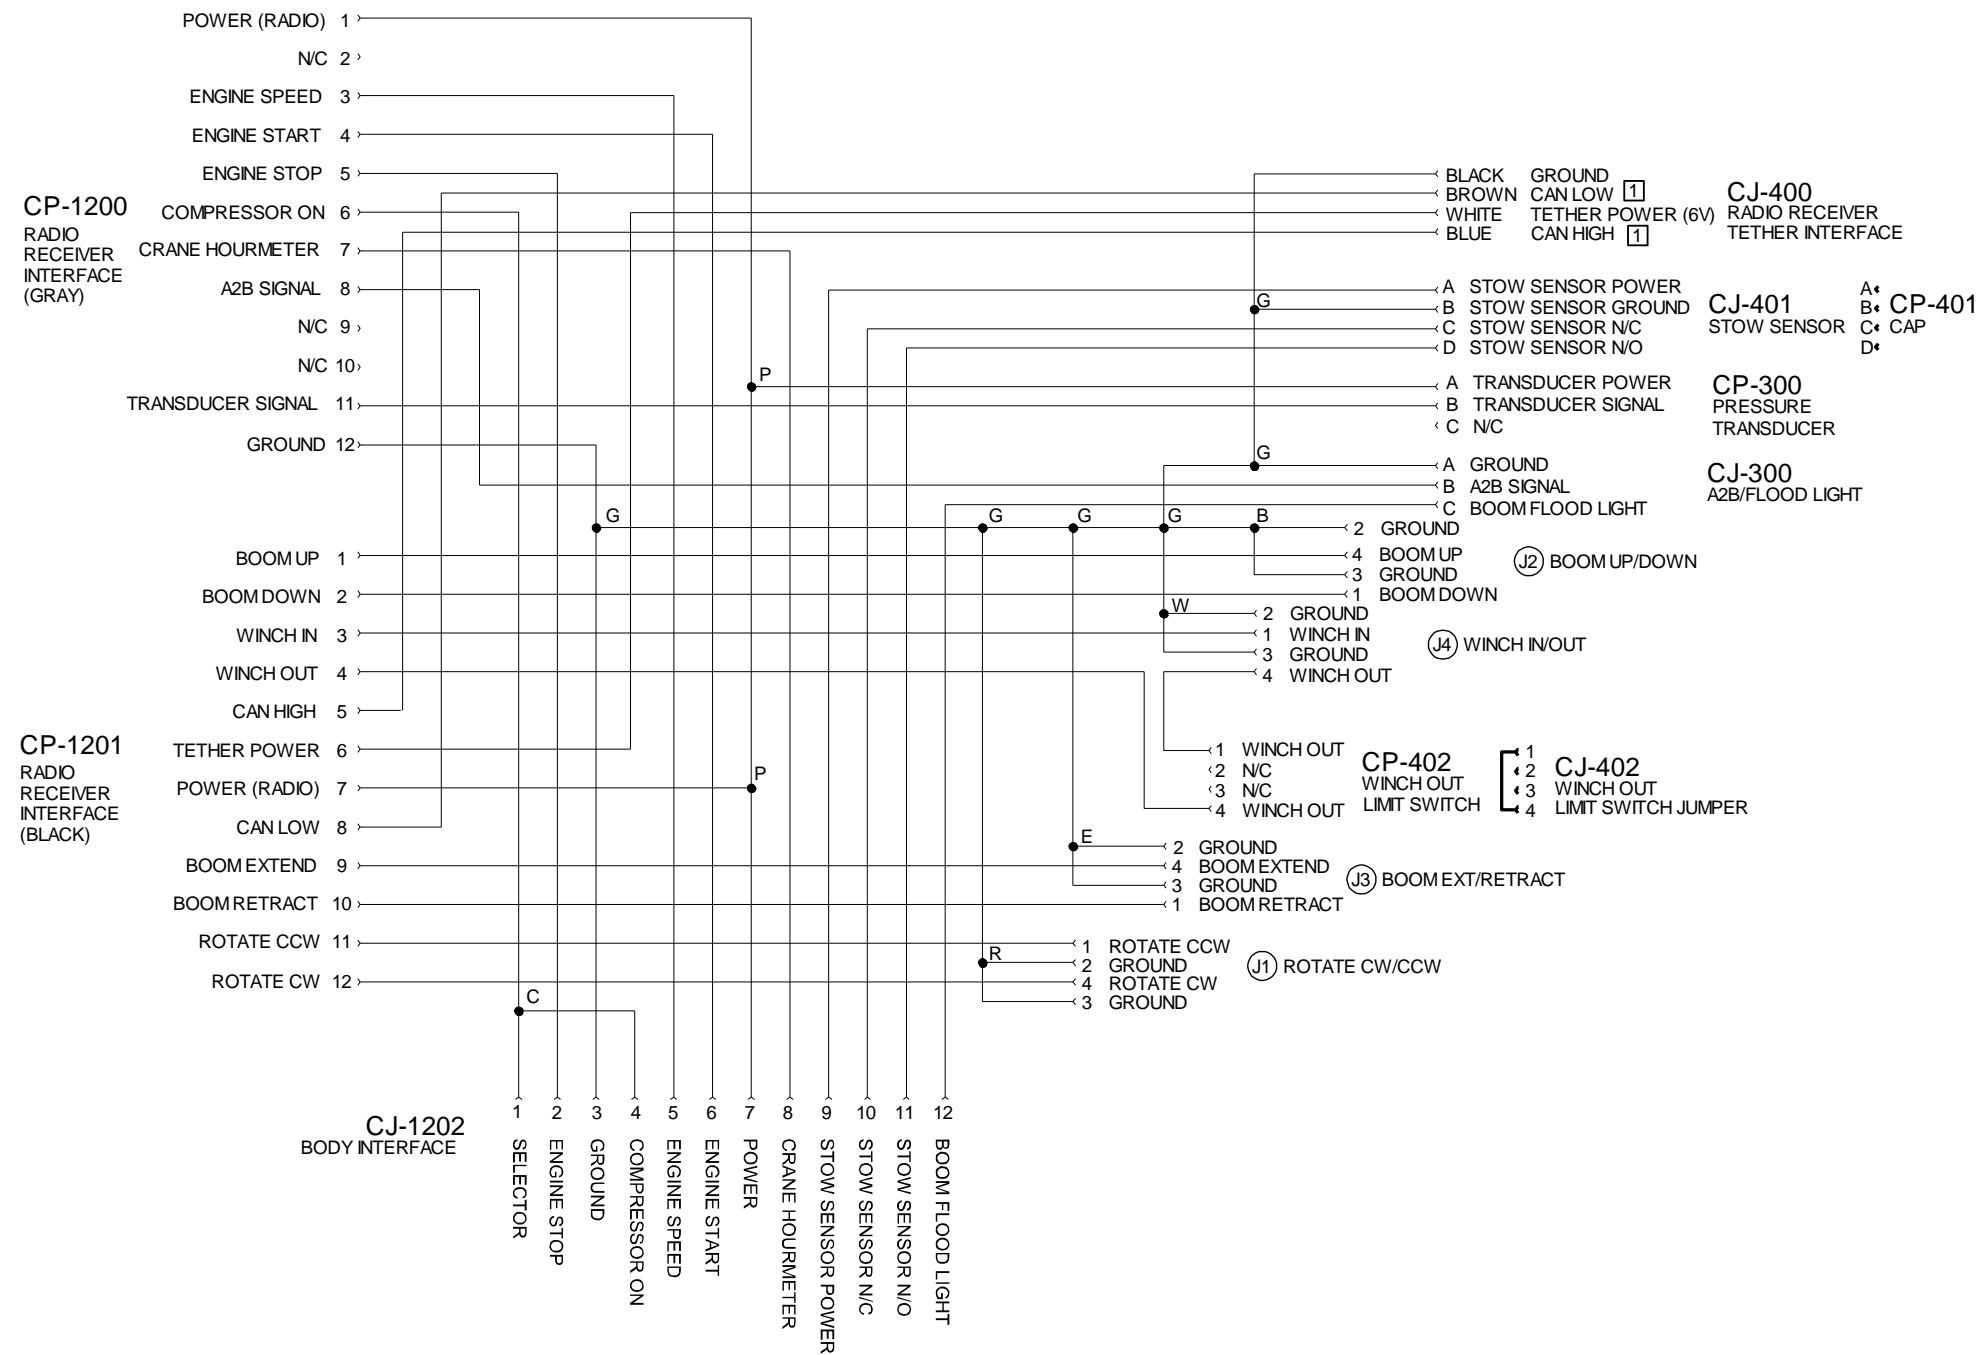 POWER (RADIO) 1
N/C 2
ENGINE SPEED 3
ENGINE START 4
ENGINE STOP 5
COMPRESSOR ON 6
CRANE HOURMETER 7
A2B SIGNAL 8
N/C 9
N/C 10
TRANSDUCER SIGNAL 11
GROUND 12
CP-1200
RADIO
RECEIVER
INTERFACE
(GRAY)
BOOM UP 1
BOOM DOWN 2
WINCH IN 3
WINCH OUT 4
CAN HIGH 5
TETHER POWER 6
POWER (RADIO) 7
CAN LOW 8
BOOM EXTEND 9
BOOM RETRACT 10
ROTATE CCW 11
ROTATE CW 12
CP-1201
RADIO
RECEIVER
INTERFACE
(BLACK)
BLACK GROUND
BROWN CAN LOW 1
WHITE TETHER POWER (6V)
BLUE CAN HIGH 1
CJ-400
RADIO RECEIVER
TETHER INTERFACE
A STOW SENSOR POWER
B STOW SENSOR GROUND
C STOW SENSOR N/C
D STOW SENSOR N/O
CJ-401
STOW SENSOR
A
B
C
D
CP-401
CAP
A TRANSDUCER POWER
B TRANSDUCER SIGNAL
C N/C
CP-300
PRESSURE
TRANSDUCER
A GROUND
B A2B SIGNAL
C BOOM FLOOD LIGHT
CJ-300
A2B/FLOOD LIGHT
G
P
G
G
G
G
G
B
2 GROUND
4 BOOM UP
3 GROUND
1 BOOM DOWN
J2 BOOM UP/DOWN
W
2 GROUND
1 WINCH IN
3 GROUND
4 WINCH OUT
J4 WINCH IN/OUT
P
1 WINCH OUT
2 N/C
3 N/C
4 WINCH OUT
CP-402
WINCH OUT
LIMIT SWITCH
1
2
3
4
CJ-402
WINCH OUT
LIMIT SWITCH JUMPER
E
2 GROUND
4 BOOM EXTEND
3 GROUND
1 BOOM RETRACT
J3 BOOM EXT/RETRACT
R
1 ROTATE CCW
2 GROUND
4 ROTATE CW
3 GROUND
J1 ROTATE CW/CCW
C
CJ-1202
BODY INTERFACE
1 SELECTOR
2 ENGINE STOP
3 GROUND
4 COMPRESSOR ON
5 ENGINE SPEED
6 ENGINE START
7 POWER
8 CRANE HOURMETER
9 STOW SENSOR POWER
10 STOW SENSOR N/C
11 STOW SENSOR N/O
12 BOOM FLOOD LIGHT